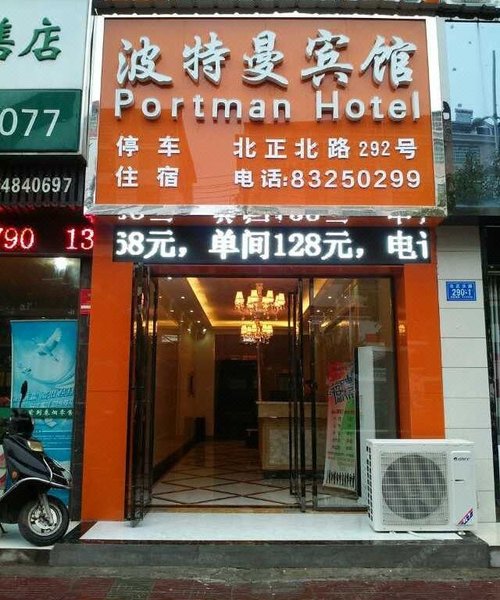 售店
077
4840697
790 13
波特曼宾馆
Portman Hotel
停车 北正北路292号
住宿 电话:83250299
68元，单间128元，电讠
290-1